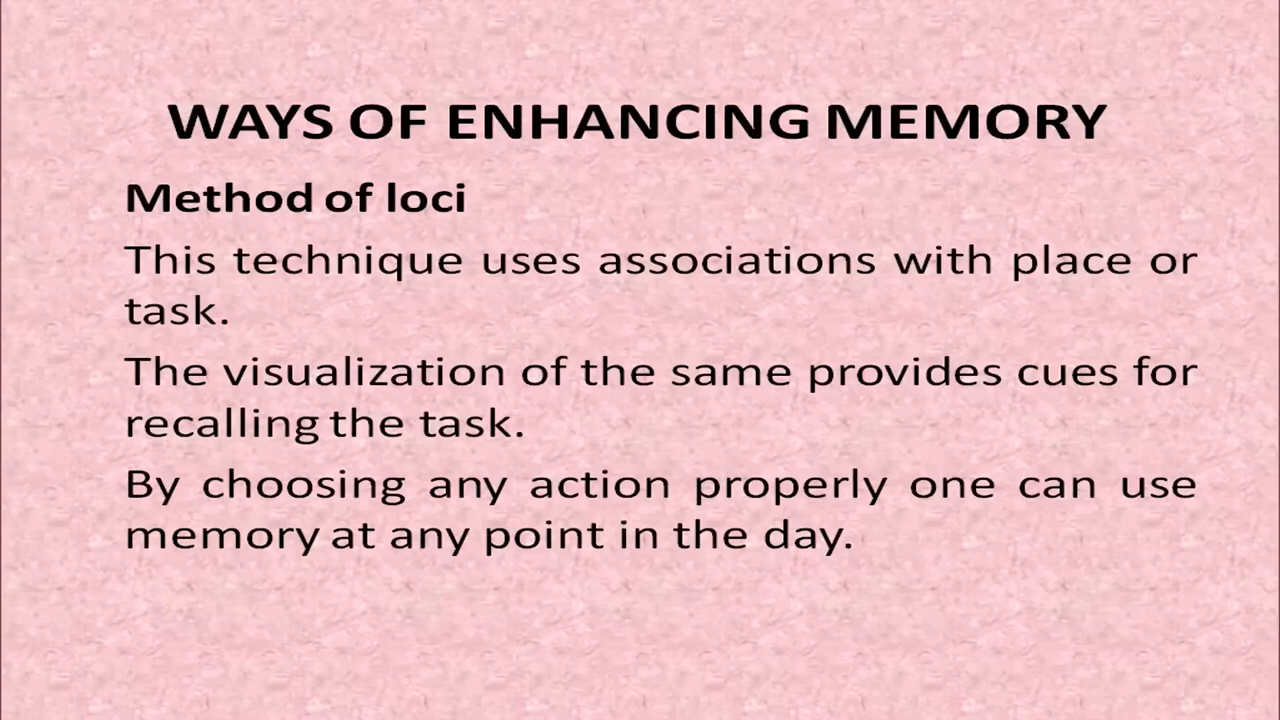 WAYS OF ENHANCING MEMORY
Method of loci
This technique uses associations with place or
task.
The visualization of the same provides cues for
recalling the task.
By choosing any action properly one can use
memory at any point in the day.